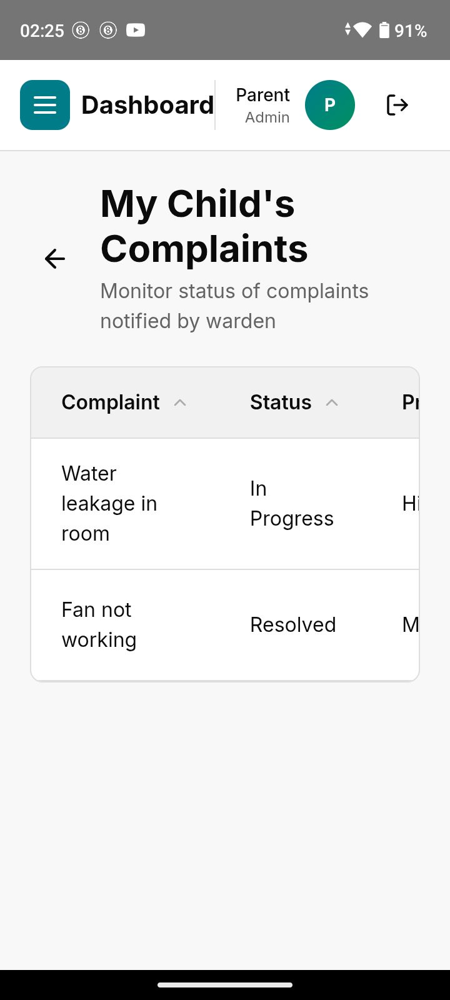 02:25 91%
Dashboard
Parent
Admin
P
My Child's
Complaints
Monitor status of complaints
notified by warden
Complaint Status Pr
Water
leakage in
room
In
Progress
Hi
Fan not
working
Resolved
M